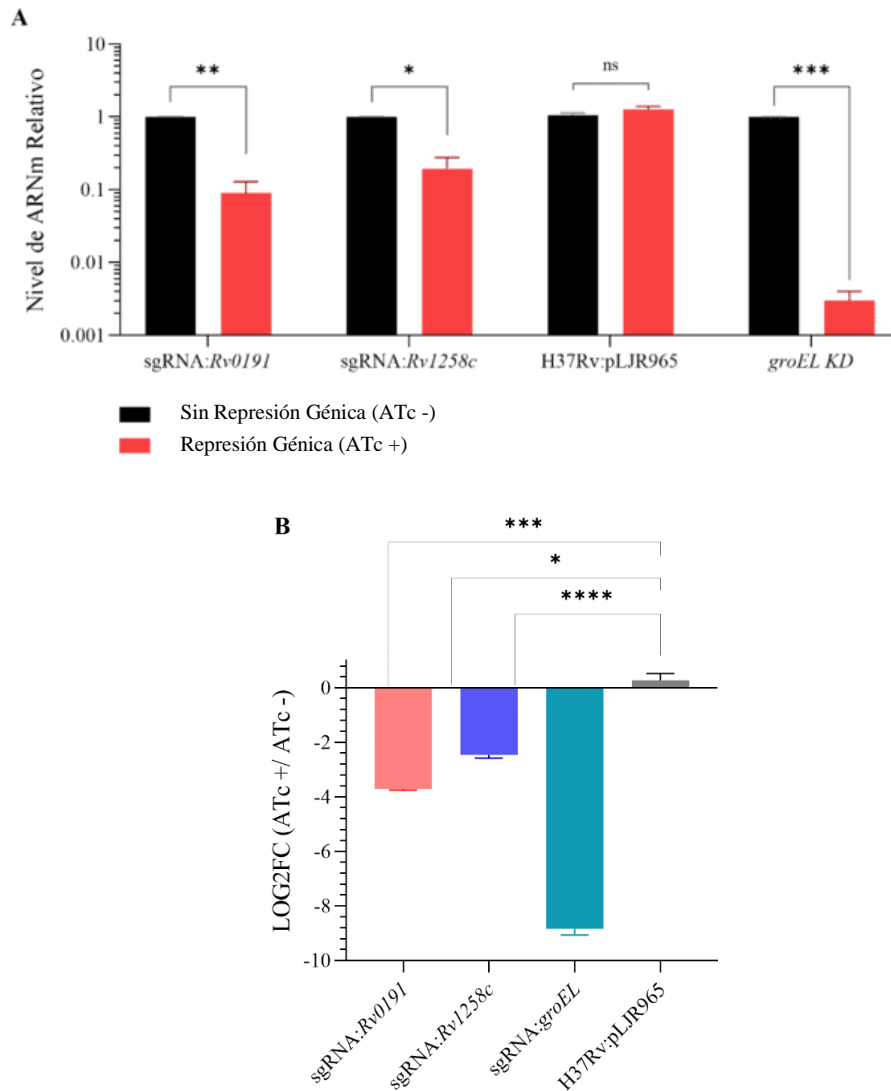 A
Nivel de ARNm Relativo
10
1
0.1
0.01
0.001
**
*
ns
***
sgRNA:Rv0191
sgRNA:Rv1258c
H37Rv:pLJR965
groEL KD
Sin Represión Génica (ATc -)
Represión Génica (ATc +)
B
***
*
****
LOG2FC (ATc +/ ATc -)
0
-2
-4
-6
-8
-10
sgRNA:Rv0191
sgRNA:Rv1258c
sgRNA:groEL
H37Rv:pLJR965